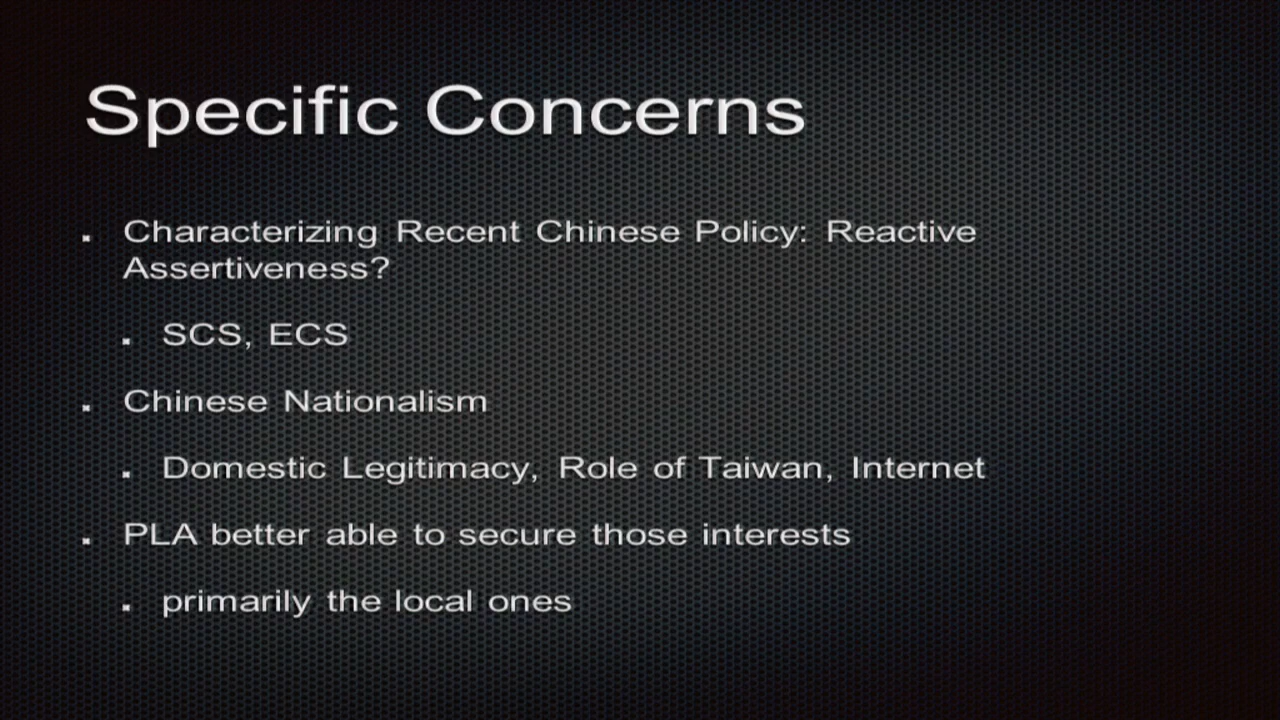 Specific Concerns
Characterizing Recent Chinese Policy: Reactive
Assertiveness?
SCS, ECS
Chinese Nationalism
Domestic Legitimacy, Role of Taiwan, Internet
PLA better able to secure those interests
primarily the local ones